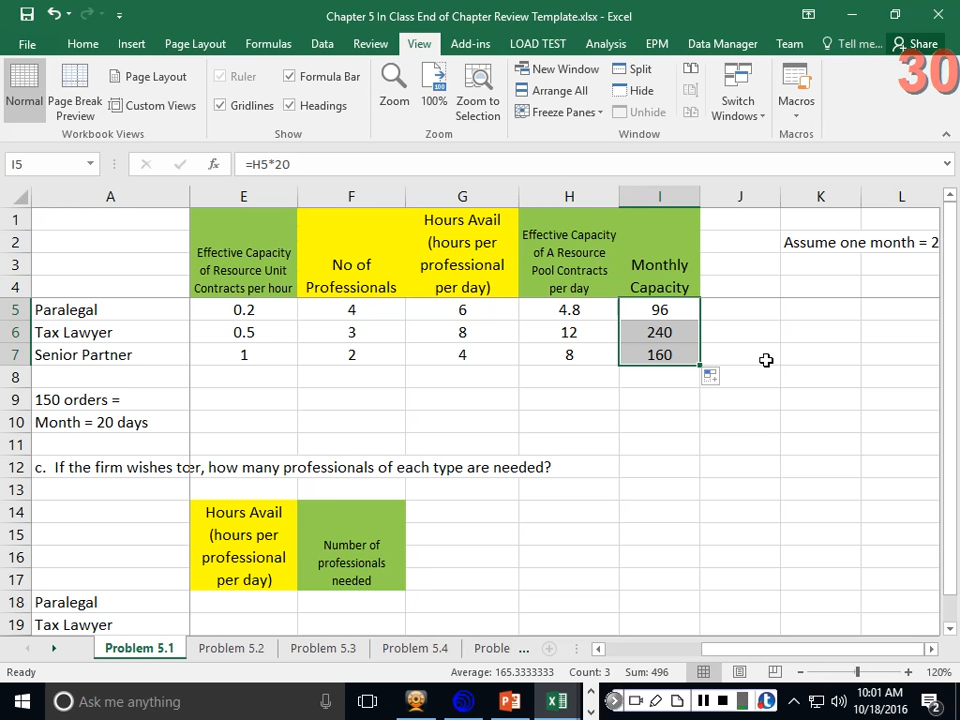 Chapter 5 In Class End of Chapter Review Template.xlsx - Excel
File Home Insert Page Layout Formulas Data Review View Add-ins LOAD TEST Analysis EPM Data Manager Team Tell me... Share
30
Normal
Page Break Preview
Page Layout
Custom Views
Workbook Views
Ruler
Formula Bar
Gridlines
Headings
Show
Zoom
100%
Zoom to Selection
Zoom
New Window
Arrange All
Freeze Panes
Split
Hide
Unhide
Switch Windows
Window
Macros
Macros
I5
fx
=H5*20
A E F G H I J K L
1 Effective Capacity of Resource Unit Contracts per hour
No of Professionals
Hours Avail (hours per professional per day)
Effective Capacity of A Resource Pool Contracts per day
Monthly Capacity
2 Assume one month = 2
3
4
5 Paralegal 0.2 4 6 4.8 96
6 Tax Lawyer 0.5 3 8 12 240
7 Senior Partner 1 2 4 8 160
8
9 150 orders =
10 Month = 20 days
11
12 c. If the firm wishes to er, how many professionals of each type are needed?
13
14 Hours Avail (hours per professional per day)
Number of professionals needed
15
16
17
18 Paralegal
19 Tax Lawyer
Problem 5.1 Problem 5.2 Problem 5.3 Problem 5.4 Proble ...
Ready Average: 165.3333333 Count: 3 Sum: 496 120%
Ask me anything
10:01 AM
10/18/2016
2